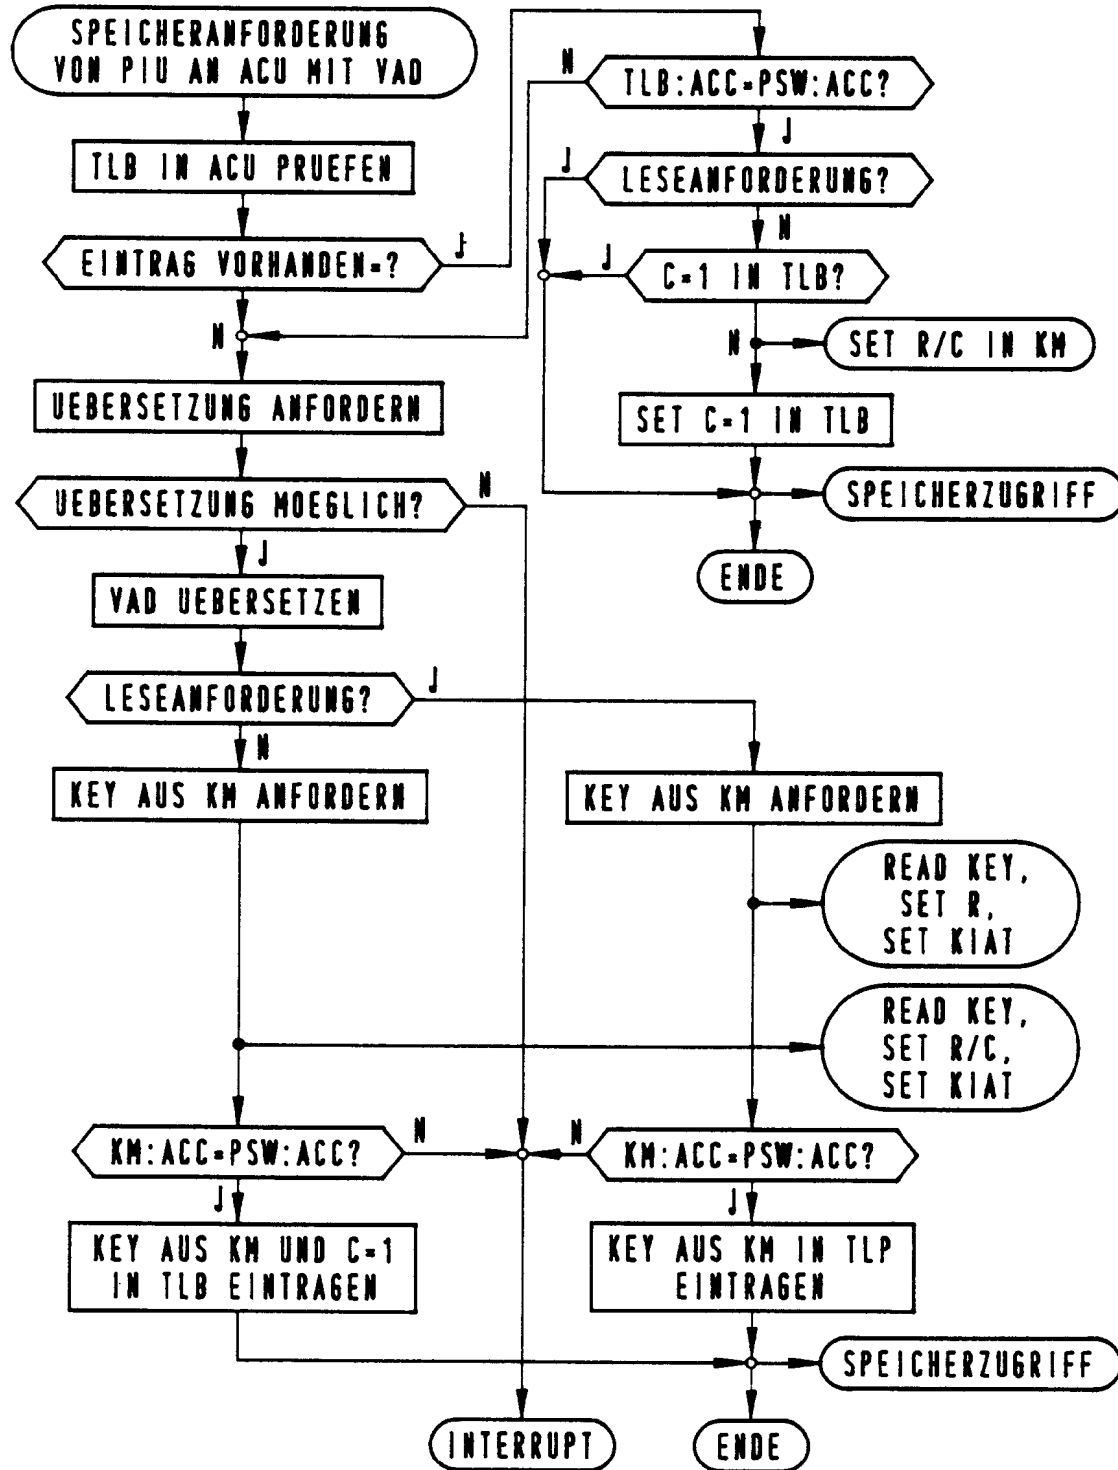 SPEICHERANFORDERUNG
VON PIU AN ACU MIT VAD
TLB IN ACU PRUEFEN
EINTRAG VORHANDEN=?
J
N
UEBERSETZUNG ANFORDERN
UEBERSETZUNG MOEGLICH?
N
J
VAD UEBERSETZEN
LESEANFORDERUNG?
J
N
KEY AUS KM ANFORDERN
KM:ACC=PSW:ACC?
N
J
KEY AUS KM UND C=1
IN TLB EINTRAGEN
INTERRUPT
TLB:ACC=PSW:ACC?
N
J
LESEANFORDERUNG?
J
N
C=1 IN TLB?
J
N
SET R/C IN KM
SET C=1 IN TLB
SPEICHERZUGRIFF
ENDE
KEY AUS KM ANFORDERN
READ KEY,
SET R,
SET KIAT
READ KEY,
SET R/C,
SET KIAT
KM:ACC=PSW:ACC?
N
J
KEY AUS KM IN TLP
EINTRAGEN
SPEICHERZUGRIFF
ENDE